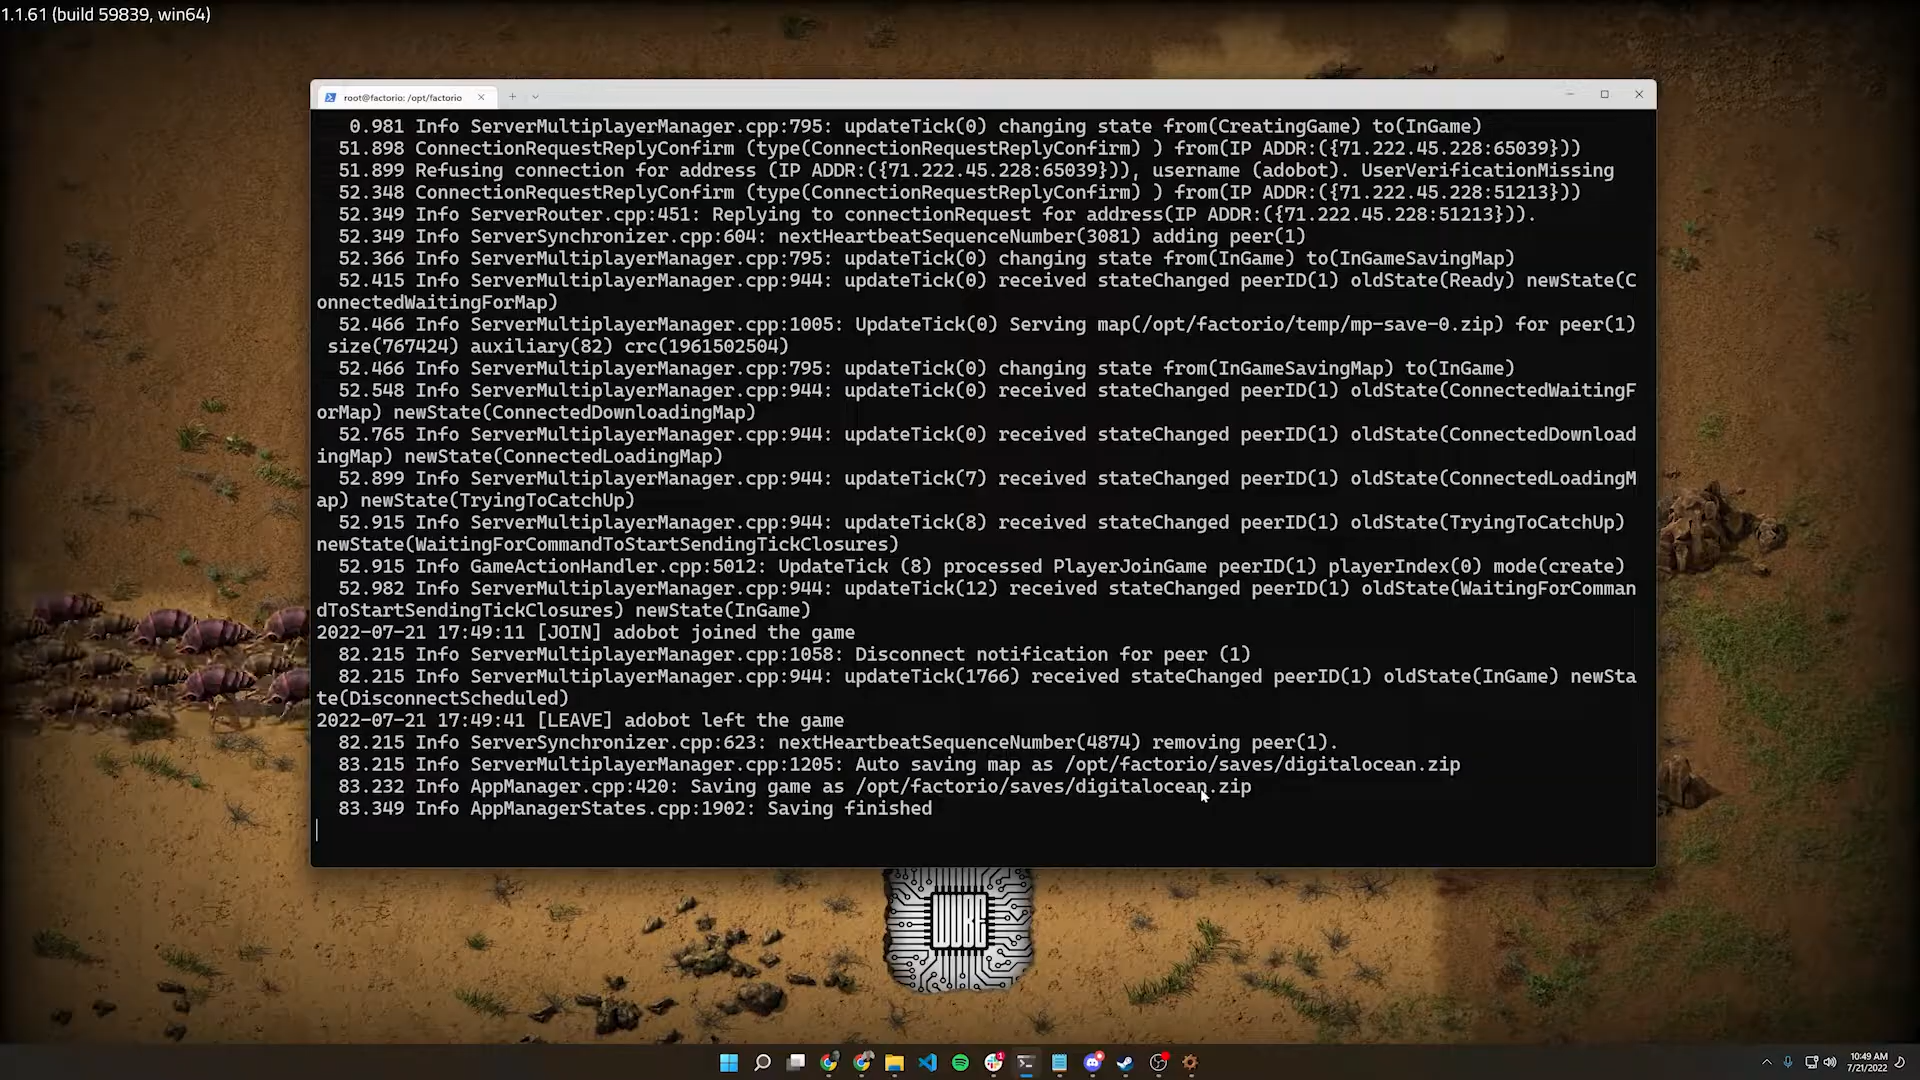 1.1.61 (build 59839, win64)
root@factorio: /opt/factorio
0.981 Info ServerMultiplayerManager.cpp:795: updateTick(0) changing state from(CreatingGame) to(InGame)
51.898 ConnectionRequestReplyConfirm (type(ConnectionRequestReplyConfirm) ) from(IP ADDR:({71.222.45.228:65039}))
51.899 Refusing connection for address (IP ADDR:({71.222.45.228:65039})), username (adobot). UserVerificationMissing
52.348 ConnectionRequestReplyConfirm (type(ConnectionRequestReplyConfirm) ) from(IP ADDR:({71.222.45.228:51213}))
52.349 Info ServerRouter.cpp:451: Replying to connectionRequest for address(IP ADDR:({71.222.45.228:51213})).
52.349 Info ServerSynchronizer.cpp:604: nextHeartbeatSequenceNumber(3081) adding peer(1)
52.366 Info ServerMultiplayerManager.cpp:795: updateTick(0) changing state from(InGame) to(InGameSavingMap)
52.415 Info ServerMultiplayerManager.cpp:944: updateTick(0) received stateChanged peerID(1) oldState(Ready) newState(C
onnectedWaitingForMap)
52.466 Info ServerMultiplayerManager.cpp:1005: UpdateTick(0) Serving map(/opt/factorio/temp/mp-save-0.zip) for peer(1)
size(767424) auxiliary(82) crc(1961502504)
52.466 Info ServerMultiplayerManager.cpp:795: updateTick(0) changing state from(InGameSavingMap) to(InGame)
52.548 Info ServerMultiplayerManager.cpp:944: updateTick(0) received stateChanged peerID(1) oldState(ConnectedWaitingF
orMap) newState(ConnectedDownloadingMap)
52.765 Info ServerMultiplayerManager.cpp:944: updateTick(0) received stateChanged peerID(1) oldState(ConnectedDownload
ingMap) newState(ConnectedLoadingMap)
52.899 Info ServerMultiplayerManager.cpp:944: updateTick(7) received stateChanged peerID(1) oldState(ConnectedLoadingM
ap) newState(TryingToCatchUp)
52.915 Info ServerMultiplayerManager.cpp:944: updateTick(8) received stateChanged peerID(1) oldState(TryingToCatchUp)
newState(WaitingForCommandToStartSendingTickClosures)
52.915 Info GameActionHandler.cpp:5012: UpdateTick (8) processed PlayerJoinGame peerID(1) playerIndex(0) mode(create)
52.982 Info ServerMultiplayerManager.cpp:944: updateTick(12) received stateChanged peerID(1) oldState(WaitingForComman
dToStartSendingTickClosures) newState(InGame)
2022-07-21 17:49:11 [JOIN] adobot joined the game
82.215 Info ServerMultiplayerManager.cpp:1058: Disconnect notification for peer (1)
82.215 Info ServerMultiplayerManager.cpp:944: updateTick(1766) received stateChanged peerID(1) oldState(InGame) newSta
te(DisconnectScheduled)
2022-07-21 17:49:41 [LEAVE] adobot left the game
82.215 Info ServerSynchronizer.cpp:623: nextHeartbeatSequenceNumber(4874) removing peer(1).
83.215 Info ServerMultiplayerManager.cpp:1205: Auto saving map as /opt/factorio/saves/digitalocean.zip
83.232 Info AppManager.cpp:420: Saving game as /opt/factorio/saves/digitalocean.zip
83.349 Info AppManagerStates.cpp:1902: Saving finished
WUBE
10:49 AM
7/21/2022